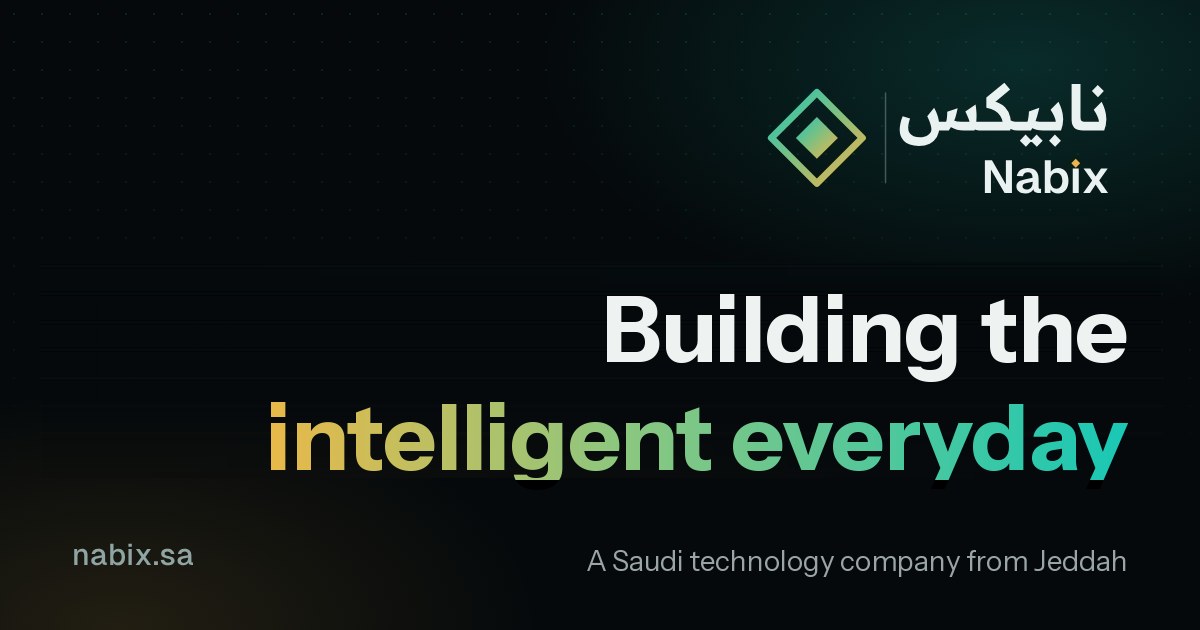 نابيكس
Nabix
Building the
intelligent everyday
nabix.sa
A Saudi technology company from Jeddah